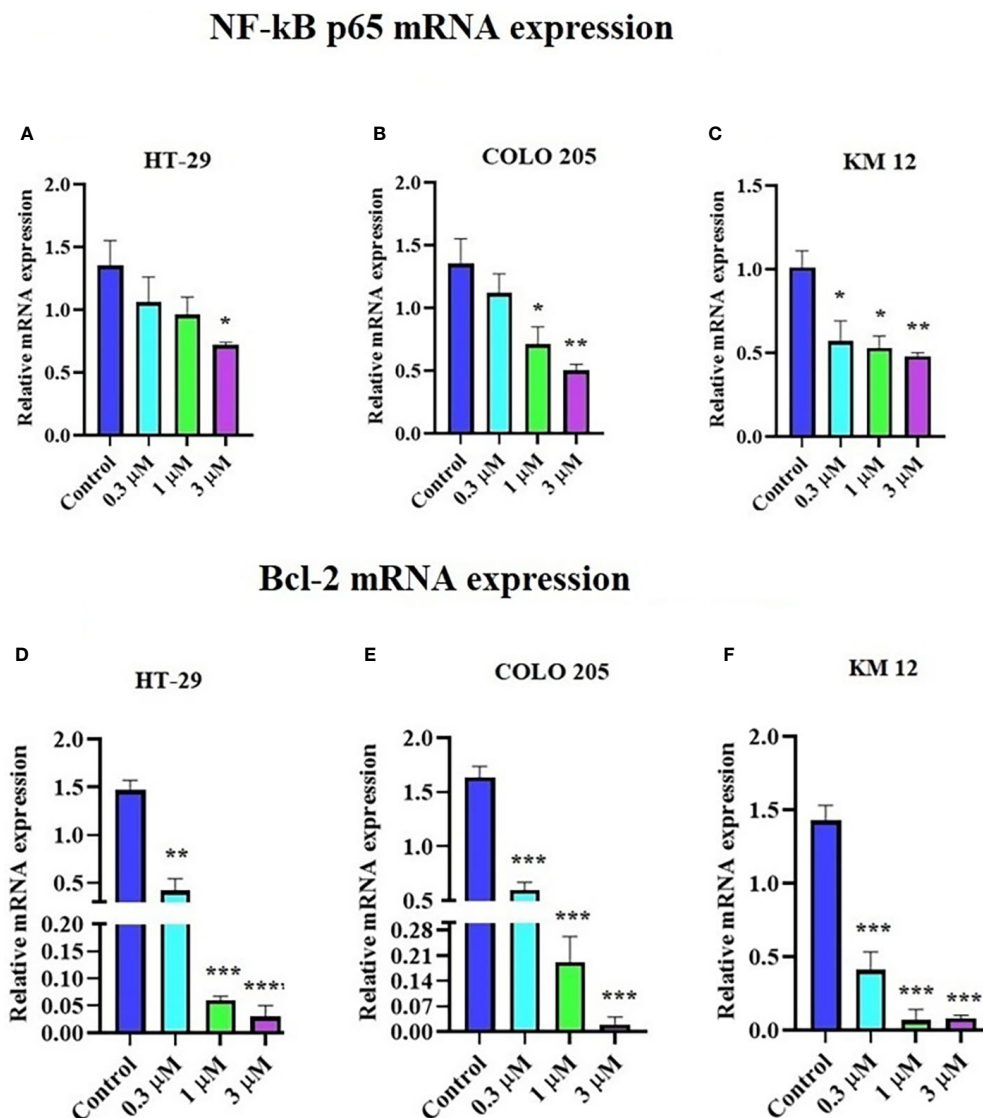 NF-kB p65 mRNA expression
A
HT-29
Relative mRNA expression
2.0
1.5
1.0
0.5
0.0
*
Control
0.3 µM
1 µM
3 µM
B
COLO 205
Relative mRNA expression
2.0
1.5
1.0
0.5
0.0
*
**
Control
0.3 µM
1 µM
3 µM
C
KM 12
Relative mRNA expression
1.5
1.0
0.5
0.0
*
*
**
Control
0.3 µM
1 µM
3 µM
Bcl-2 mRNA expression
D
HT-29
Relative mRNA expression
2.0
1.5
1.0
0.5
0.20
0.15
0.10
0.05
0.00
**
***
***
Control
0.3 µM
1 µM
3 µM
E
COLO 205
Relative mRNA expression
2.0
1.5
1.0
0.5
0.28
0.21
0.14
0.07
0.00
***
***
***
Control
0.3 µM
1 µM
3 µM
F
KM 12
Relative mRNA expression
2.0
1.5
1.0
0.5
0.0
***
***
***
Control
0.3 µM
1 µM
3 µM